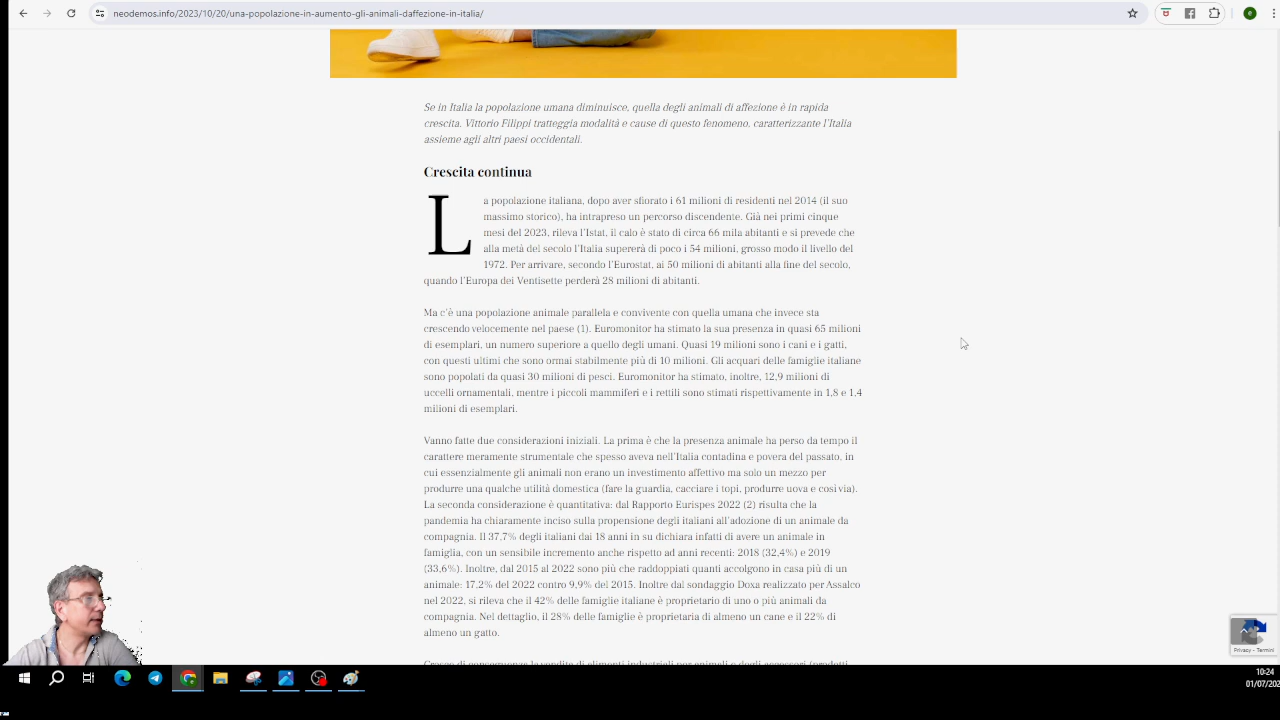 neodemos.info/2023/10/20/una-popolazione-in-aumento-gli-animali-daffezione-in-italia/
Se in Italia la popolazione umana diminuisce, quella degli animali di affezione è in rapida
crescita. Vittorio Filippi tratteggia modalità e cause di questo fenomeno, caratterizzante l'Italia
assieme agli altri paesi occidentali.
Crescita continua
La popolazione italiana, dopo aver sfiorato i 61 milioni di residenti nel 2014 (il suo
massimo storico), ha intrapreso un percorso discendente. Già nei primi cinque
mesi del 2023, rileva l'Istat, il calo è stato di circa 66 mila abitanti e si prevede che
alla metà del secolo l'Italia supererà di poco i 54 milioni, grosso modo il livello del
1972. Per arrivare, secondo l'Eurostat, ai 50 milioni di abitanti alla fine del secolo,
quando l'Europa dei Ventisette perderà 28 milioni di abitanti.
Ma c'è una popolazione animale parallela e convivente con quella umana che invece sta
crescendo velocemente nel paese (1). Euromonitor ha stimato la sua presenza in quasi 65 milioni
di esemplari, un numero superiore a quello degli umani. Quasi 19 milioni sono i cani e i gatti,
con questi ultimi che sono ormai stabilmente più di 10 milioni. Gli acquari delle famiglie italiane
sono popolati da quasi 30 milioni di pesci. Euromonitor ha stimato, inoltre, 12,9 milioni di
uccelli ornamentali, mentre i piccoli mammiferi e i rettili sono stimati rispettivamente in 1,8 e 1,4
milioni di esemplari.
Vanno fatte due considerazioni iniziali. La prima è che la presenza animale ha perso da tempo il
carattere meramente strumentale che spesso aveva nell'Italia contadina e povera del passato, in
cui essenzialmente gli animali non erano un investimento affettivo ma solo un mezzo per
produrre una qualche utilità domestica (fare la guardia, cacciare i topi, produrre uova e così via).
La seconda considerazione è quantitativa: dal Rapporto Eurispes 2022 (2) risulta che la
pandemia ha chiaramente inciso sulla propensione degli italiani all'adozione di un animale da
compagnia. Il 37,7% degli italiani dai 18 anni in su dichiara infatti di avere un animale in
famiglia, con un sensibile incremento anche rispetto ad anni recenti: 2018 (32,4%) e 2019
(33,6%). Inoltre, dal 2015 al 2022 sono più che raddoppiati quanti accolgono in casa più di un
animale: 17,2% del 2022 contro 9,9% del 2015. Inoltre dal sondaggio Doxa realizzato per Assalco
nel 2022, si rileva che il 42% delle famiglie italiane è proprietario di uno o più animali da
compagnia. Nel dettaglio, il 28% delle famiglie è proprietaria di almeno un cane e il 22% di
almeno un gatto.
Privacy - Termini
10:24
01/07/202